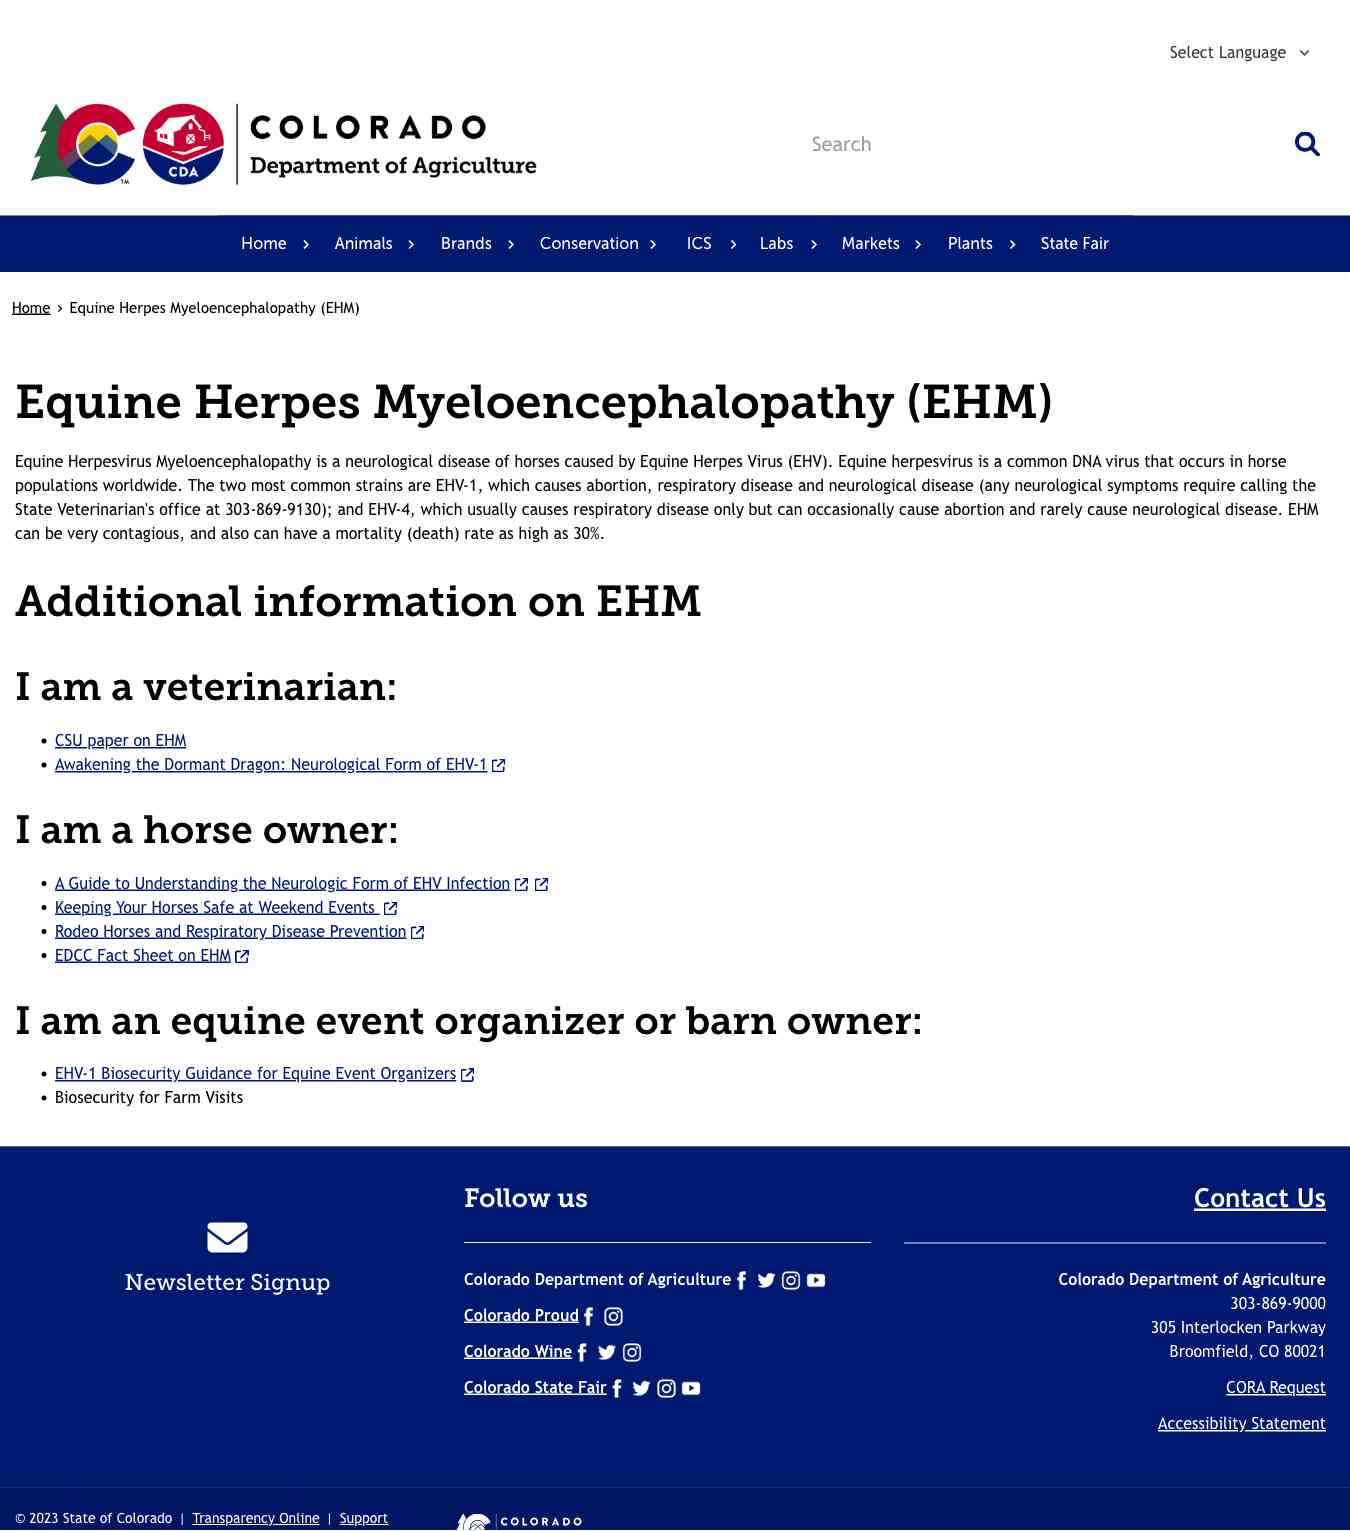 Select Language
COLORADO
Department of Agriculture
CDA
TM
Search
Home
Animals
Brands
Conservation
ICS
Labs
Markets
Plants
State Fair
Home › Equine Herpes Myeloencephalopathy (EHM)
Equine Herpes Myeloencephalopathy (EHM)
Equine Herpesvirus Myeloencephalopathy is a neurological disease of horses caused by Equine Herpes Virus (EHV). Equine herpesvirus is a common DNA virus that occurs in horse
populations worldwide. The two most common strains are EHV-1, which causes abortion, respiratory disease and neurological disease (any neurological symptoms require calling the
State Veterinarian's office at 303-869-9130); and EHV-4, which usually causes respiratory disease only but can occasionally cause abortion and rarely cause neurological disease. EHM
can be very contagious, and also can have a mortality (death) rate as high as 30%.
Additional information on EHM
I am a veterinarian:
• CSU paper on EHM
• Awakening the Dormant Dragon: Neurological Form of EHV-1
I am a horse owner:
• A Guide to Understanding the Neurologic Form of EHV Infection
• Keeping Your Horses Safe at Weekend Events
• Rodeo Horses and Respiratory Disease Prevention
• EDCC Fact Sheet on EHM
I am an equine event organizer or barn owner:
• EHV-1 Biosecurity Guidance for Equine Event Organizers
• Biosecurity for Farm Visits
Newsletter Signup
Follow us
Colorado Department of Agriculture
Colorado Proud
Colorado Wine
Colorado State Fair
Contact Us
Colorado Department of Agriculture
303-869-9000
305 Interlocken Parkway
Broomfield, CO 80021
CORA Request
Accessibility Statement
© 2023 State of Colorado | Transparency Online | Support
COLORADO